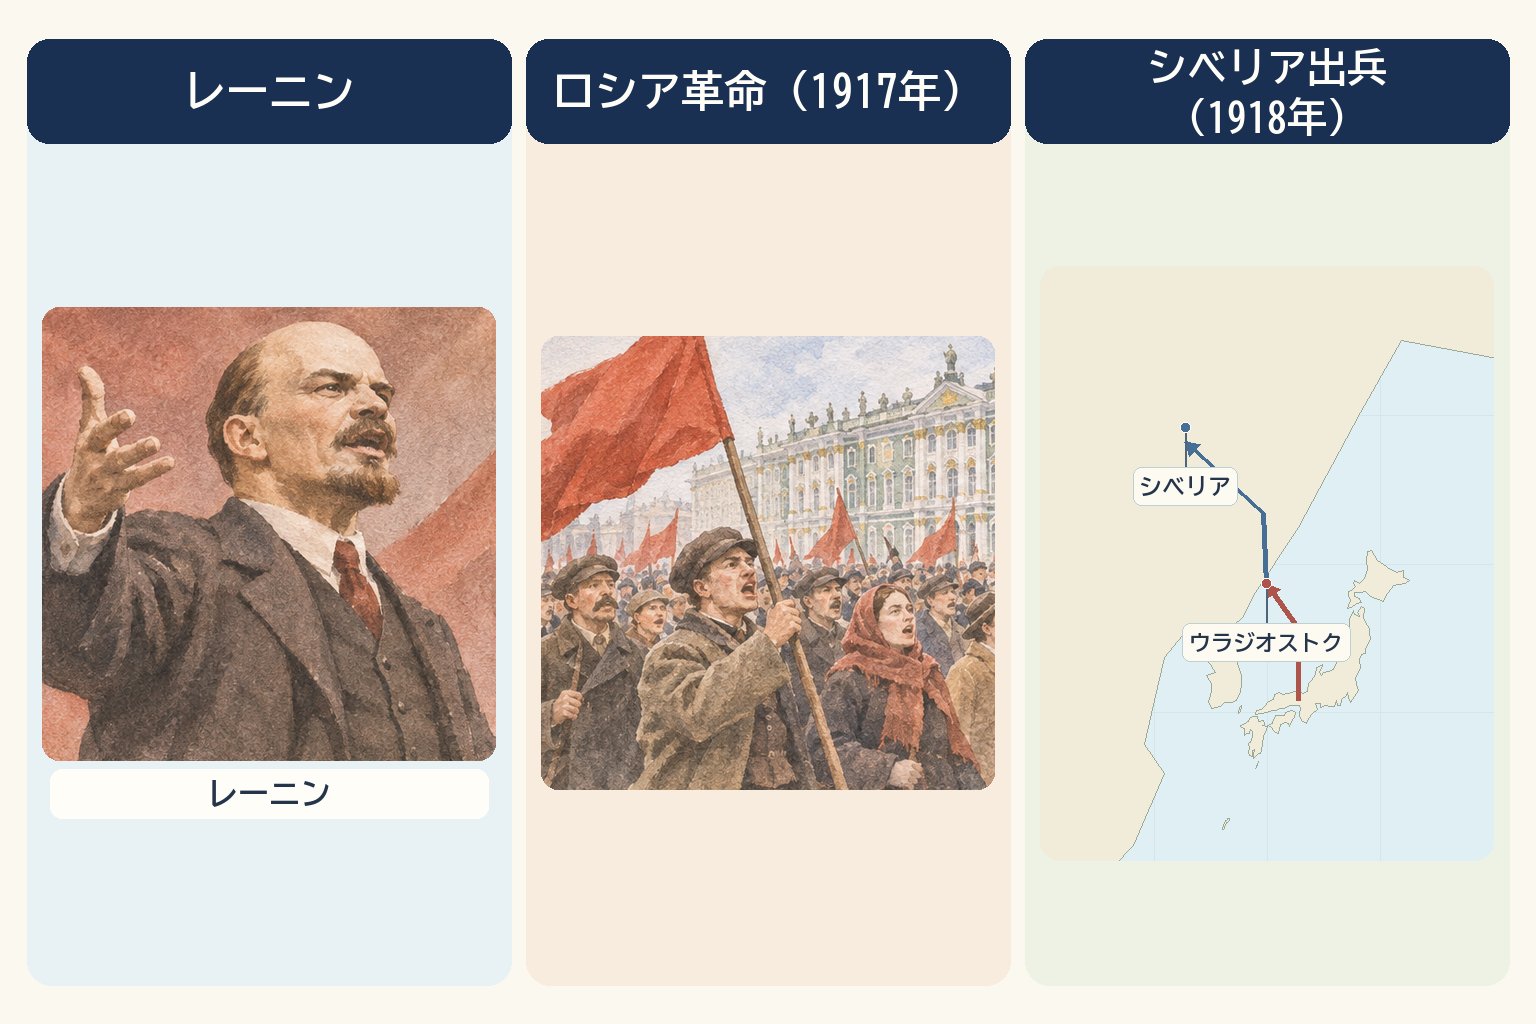 レーニン
ロシア革命（1917年）
シベリア出兵
（1918年）
レーニン
シベリア
ウラジオストク